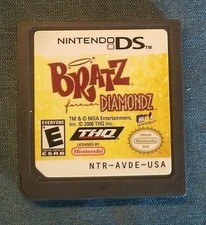 NINTENDO DS™
BRATZ
forever
DIAMONDZ
TM & © MGA Entertainment,
Inc. © 2006 THQ Inc.
E
EVERYONE
ESRB
THQ
LICENSED BY
Nintendo
NTR-AVDE-USA